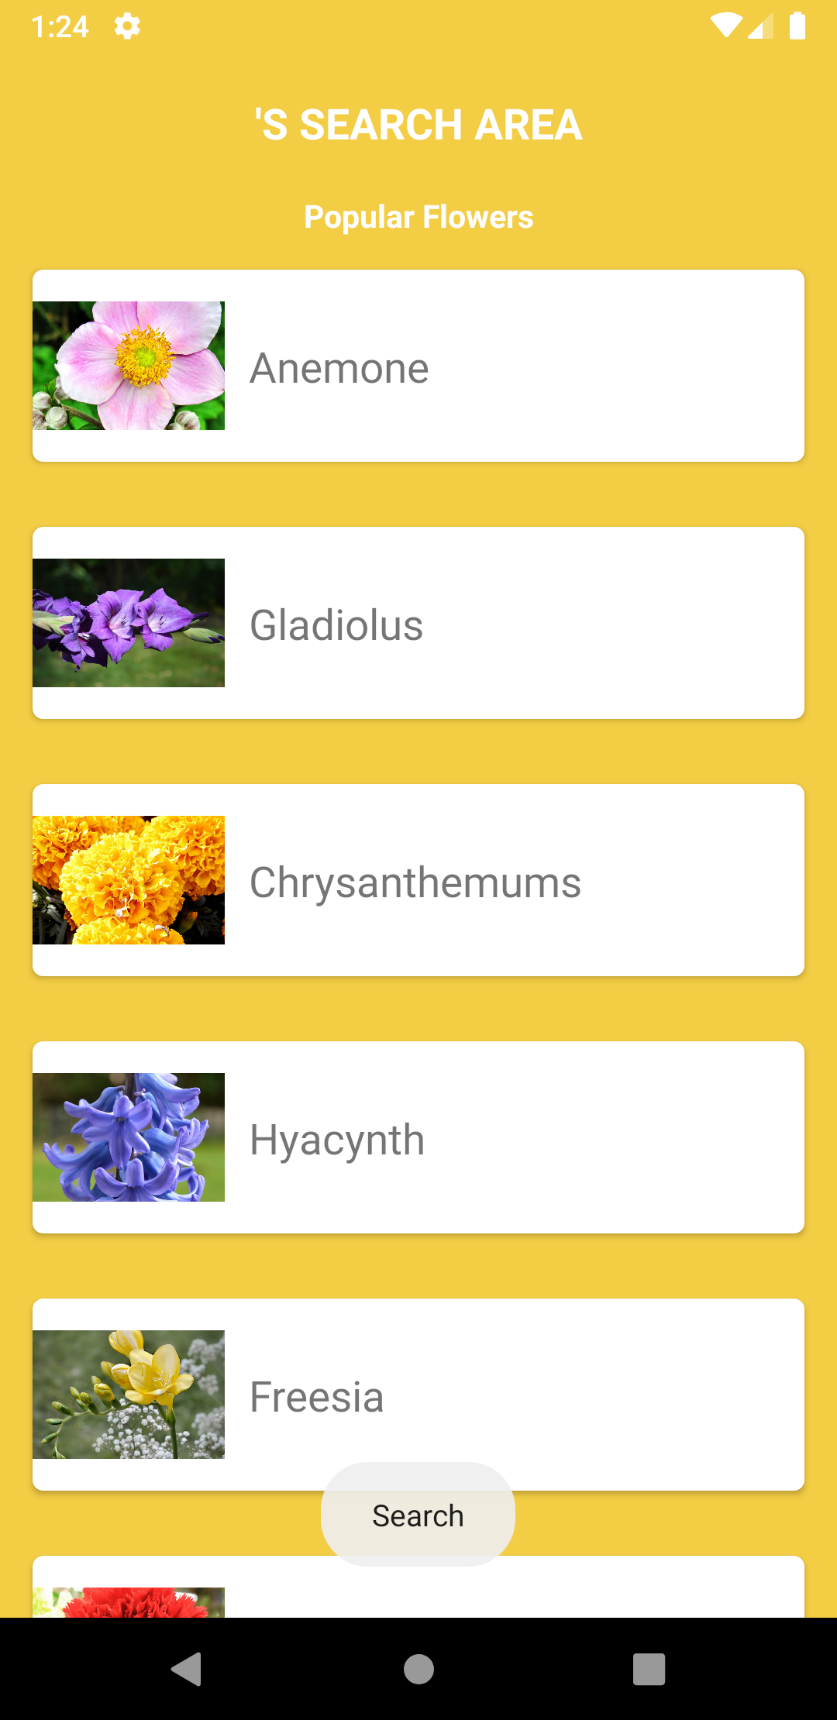 1:24
'S SEARCH AREA
Popular Flowers
Anemone
Gladiolus
Chrysanthemums
Hyacynth
Freesia
Search